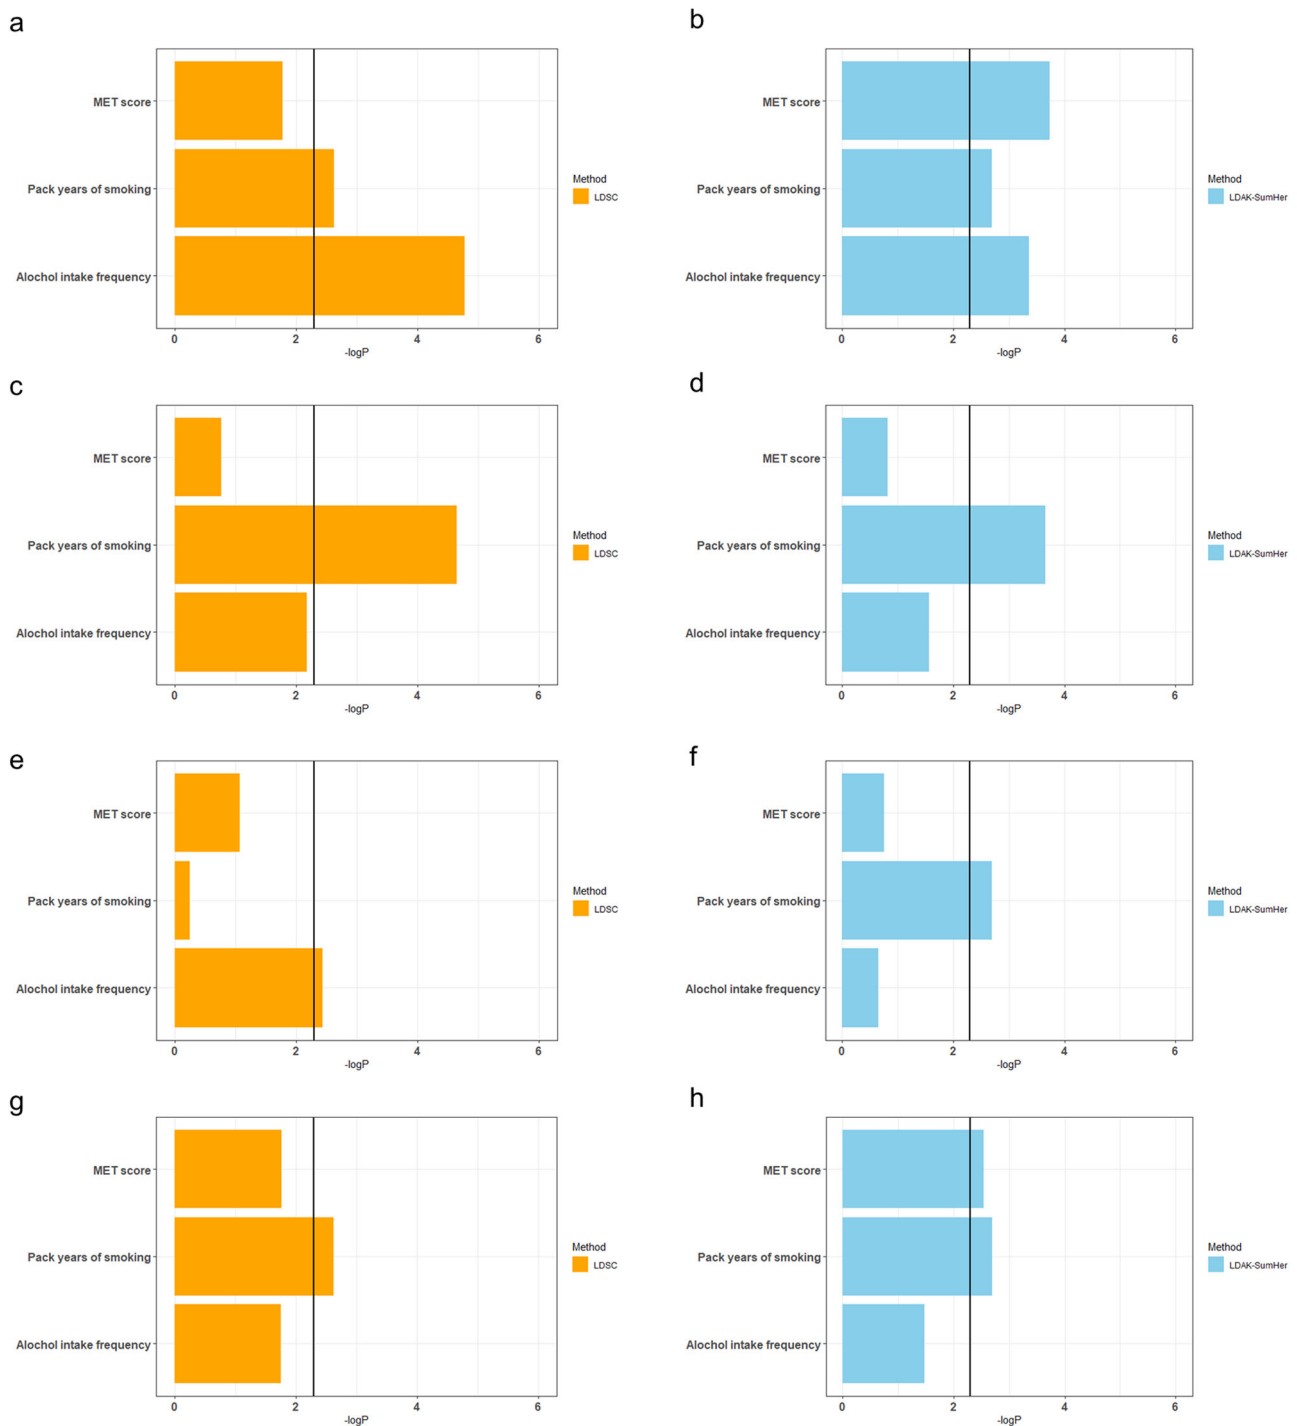 a
MET score
Pack years of smoking
Alochol intake frequency
0 2 4 6
-logP
Method
LDSC
b
MET score
Pack years of smoking
Alochol intake frequency
0 2 4 6
-logP
Method
LDAK-SumHer
c
MET score
Pack years of smoking
Alochol intake frequency
0 2 4 6
-logP
Method
LDSC
d
MET score
Pack years of smoking
Alochol intake frequency
0 2 4 6
-logP
Method
LDAK-SumHer
e
MET score
Pack years of smoking
Alochol intake frequency
0 2 4 6
-logP
Method
LDSC
f
MET score
Pack years of smoking
Alochol intake frequency
0 2 4 6
-logP
Method
LDAK-SumHer
g
MET score
Pack years of smoking
Alochol intake frequency
0 2 4 6
-logP
Method
LDSC
h
MET score
Pack years of smoking
Alochol intake frequency
0 2 4 6
-logP
Method
LDAK-SumHer